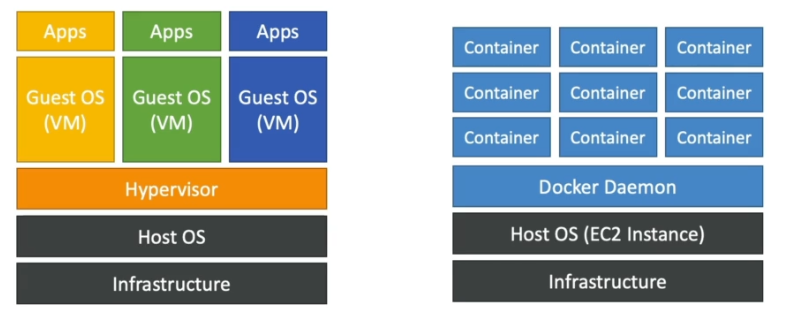 Apps
Apps
Apps
Guest OS
(VM)
Guest OS
(VM)
Guest OS
(VM)
Hypervisor
Host OS
Infrastructure
Container
Container
Container
Container
Container
Container
Container
Container
Container
Docker Daemon
Host OS (EC2 Instance)
Infrastructure